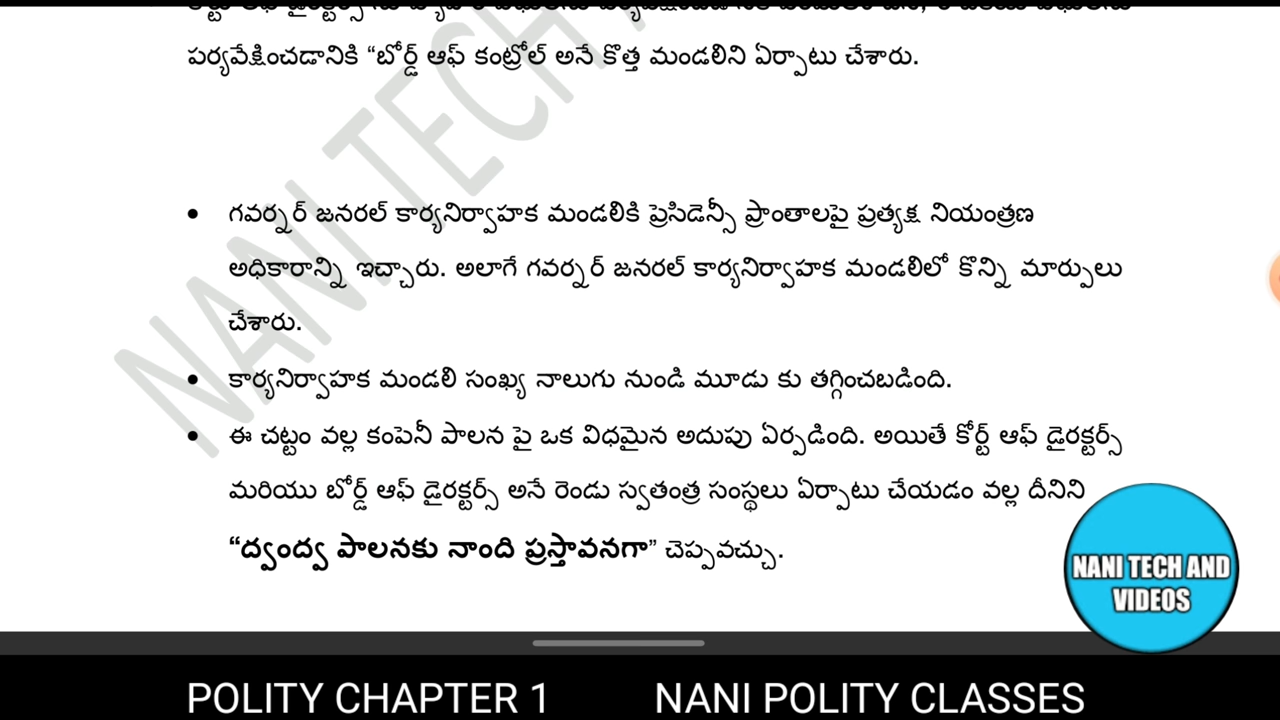 పర్యవేక్షించడానికి “బోర్డ్ ఆఫ్ కంట్రోల్ అనే కొత్త మండలిని ఏర్పాటు చేశారు.
• గవర్నర్ జనరల్ కార్యనిర్వాహక మండలికి ప్రెసిడెన్సీ ప్రాంతాలపై ప్రత్యక్ష నియంత్రణ
అధికారాన్ని ఇచ్చారు. అలాగే గవర్నర్ జనరల్ కార్యనిర్వాహక మండలిలో కొన్ని మార్పులు
చేశారు.
• కార్యనిర్వాహక మండలి సంఖ్య నాలుగు నుండి మూడు కు తగ్గించబడింది.
• ఈ చట్టం వల్ల కంపెనీ పాలన పై ఒక విధమైన అదుపు ఏర్పడింది. అయితే కోర్ట్ ఆఫ్ డైరక్టర్స్
మరియు బోర్డ్ ఆఫ్ డైరక్టర్స్ అనే రెండు స్వతంత్ర సంస్థలు ఏర్పాటు చేయడం వల్ల దీనిని
“ద్వంద్వ పాలనకు నాంది ప్రస్తావనగా” చెప్పవచ్చు.
NANI TECH
NANI TECH AND
VIDEOS
POLITY CHAPTER 1 NANI POLITY CLASSES